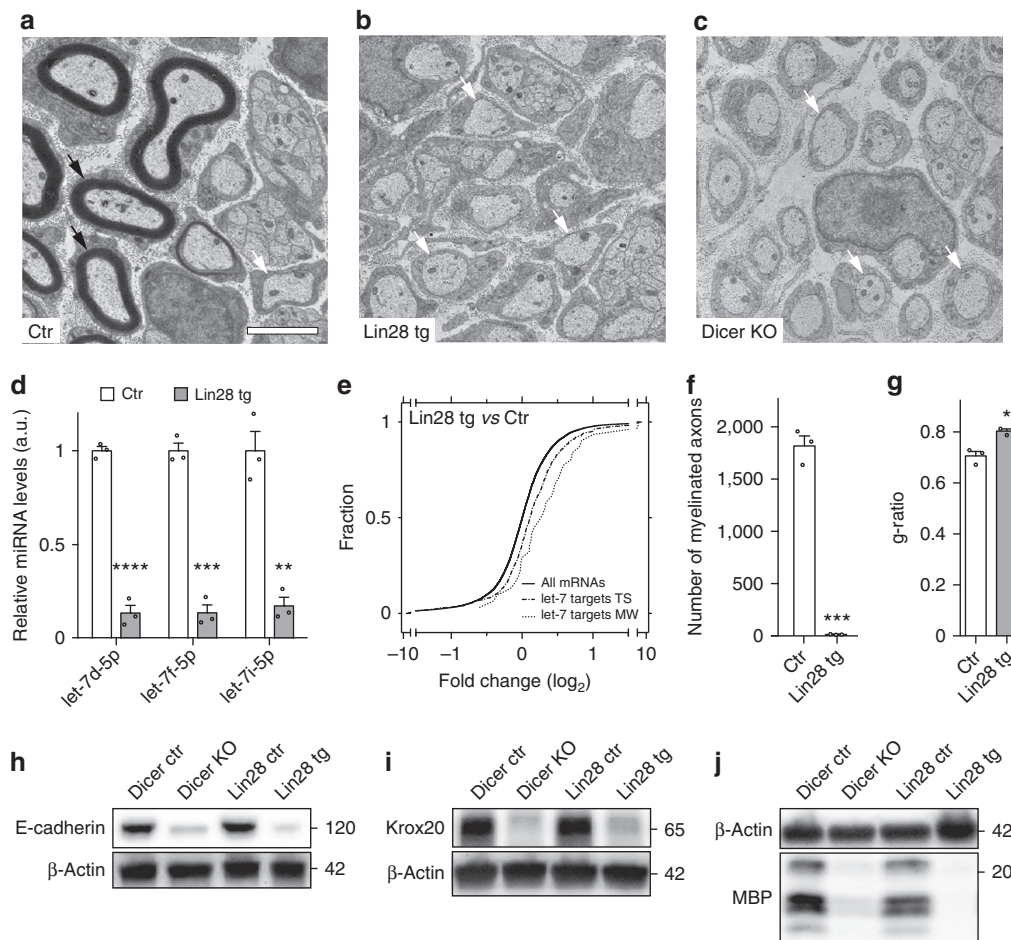 a
b
c
Ctr
Lin28 tg
Dicer KO
d
Ctr
Lin28 tg
Relative miRNA levels (a.u.)
1
0.5
0
****
***
**
let-7d-5p
let-7f-5p
let-7i-5p
e
Lin28 tg vs Ctr
Fraction
1
0.5
0
All mRNAs
let-7 targets TS
let-7 targets MW
−10
−1
0
1
10
Fold change (log2)
f
Number of myelinated axons
2,000
1,500
1,000
500
0
***
Ctr
Lin28 tg
g
g-ratio
0.8
0.6
0.4
0.2
0
*
Ctr
Lin28 tg
h
Dicer ctr
Dicer KO
Lin28 ctr
Lin28 tg
E-cadherin
120
β-Actin
42
i
Dicer ctr
Dicer KO
Lin28 ctr
Lin28 tg
Krox20
65
β-Actin
42
j
Dicer ctr
Dicer KO
Lin28 ctr
Lin28 tg
β-Actin
42
20
MBP